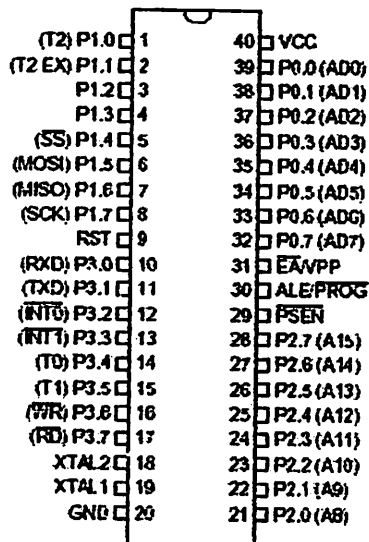 (T2) P1.0 1 40 VCC
(T2 EX) P1.1 2 39 P0.0 (AD0)
P1.2 3 38 P0.1 (AD1)
P1.3 4 37 P0.2 (AD2)
(SS) P1.4 5 36 P0.3 (AD3)
(MOSI) P1.5 6 35 P0.4 (AD4)
(MISO) P1.6 7 34 P0.5 (AD5)
(SCK) P1.7 8 33 P0.6 (AD6)
RST 9 32 P0.7 (AD7)
(RXD) P3.0 10 31 EA/VPP
(TXD) P3.1 11 30 ALE/PROG
(INT0) P3.2 12 29 PSEN
(INT1) P3.3 13 28 P2.7 (A15)
(T0) P3.4 14 27 P2.6 (A14)
(T1) P3.5 15 26 P2.5 (A13)
(WR) P3.6 16 25 P2.4 (A12)
(RD) P3.7 17 24 P2.3 (A11)
XTAL2 18 23 P2.2 (A10)
XTAL1 19 22 P2.1 (A9)
GND 20 21 P2.0 (A8)